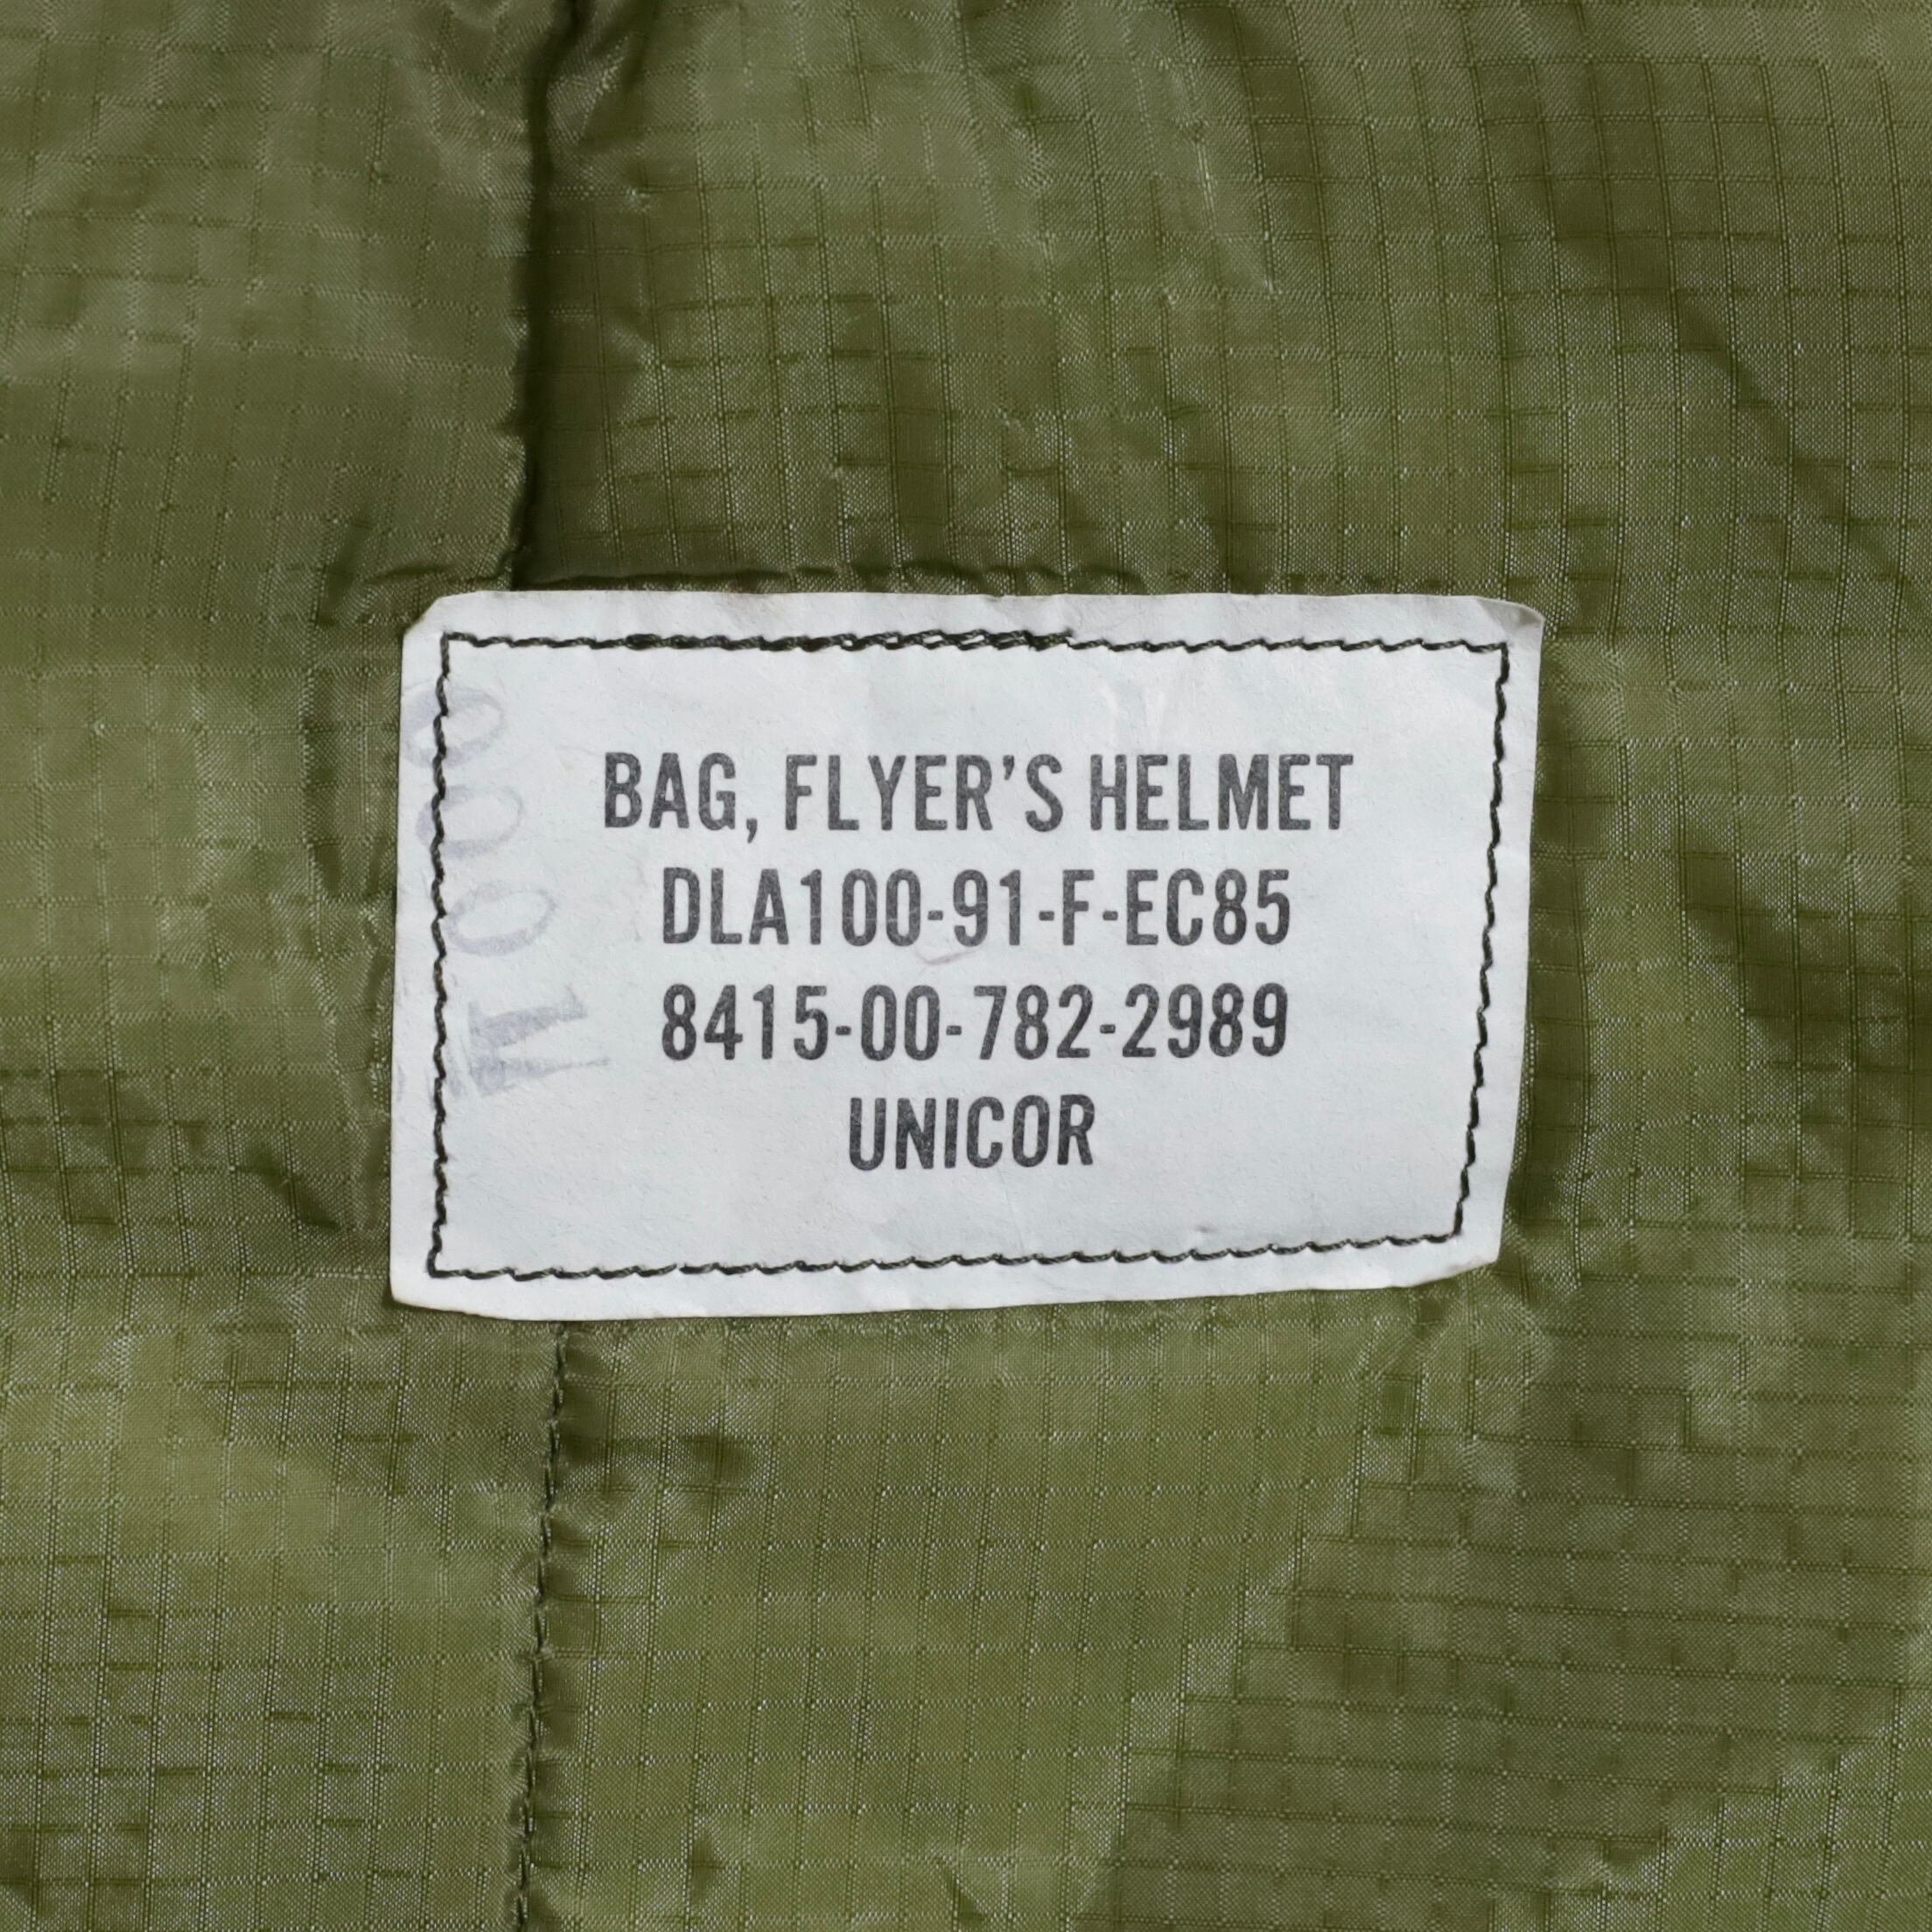 BAG, FLYER'S HELMET
DLA100-91-F-EC85
8415-00-782-2989
UNICOR